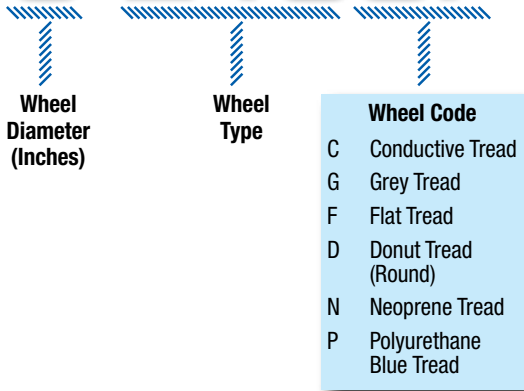 Wheel
Diameter
(Inches)
Wheel
Type
Wheel Code
C Conductive Tread
G Grey Tread
F Flat Tread
D Donut Tread
(Round)
N Neoprene Tread
P Polyurethane
Blue Tread